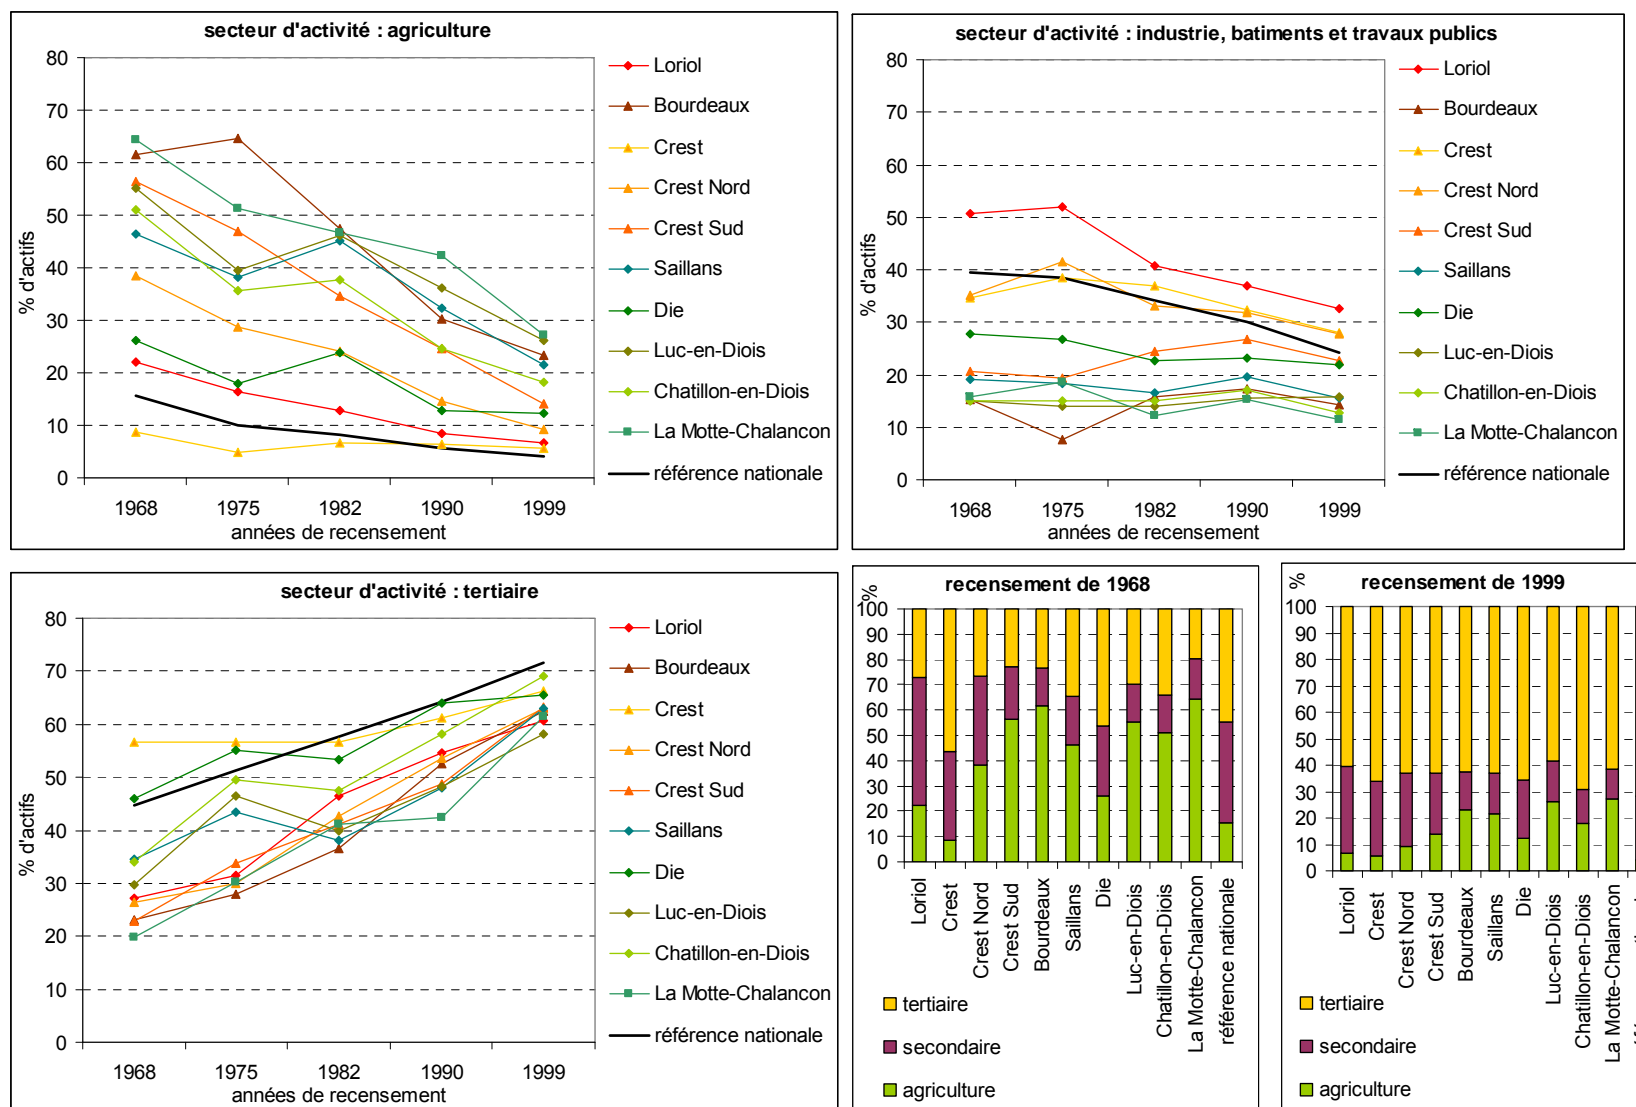 secteur d'activité : agriculture
% d'actifs
80
70
60
50
40
30
20
10
0
1968 1975 1982 1990 1999
années de recensement
Loriol
Bourdeaux
Crest
Crest Nord
Crest Sud
Saillans
Die
Luc-en-Diois
Chatillon-en-Diois
La Motte-Chalancon
référence nationale
secteur d'activité : industrie, batiments et travaux publics
% d'actifs
80
70
60
50
40
30
20
10
0
1968 1975 1982 1990 1999
années de recensement
Loriol
Bourdeaux
Crest
Crest Nord
Crest Sud
Saillans
Die
Luc-en-Diois
Chatillon-en-Diois
La Motte-Chalancon
référence nationale
secteur d'activité : tertiaire
% d'actifs
80
70
60
50
40
30
20
10
0
1968 1975 1982 1990 1999
années de recensement
Loriol
Bourdeaux
Crest
Crest Nord
Crest Sud
Saillans
Die
Luc-en-Diois
Chatillon-en-Diois
La Motte-Chalancon
référence nationale
recensement de 1968
%
100
90
80
70
60
50
40
30
20
10
0
Loriol
Crest
Crest Nord
Crest Sud
Bourdeaux
Saillans
Die
Luc-en-Diois
Chatillon-en-Diois
La Motte-Chalancon
référence nationale
tertiaire
secondaire
agriculture
recensement de 1999
%
100
90
80
70
60
50
40
30
20
10
0
Loriol
Crest
Crest Nord
Crest Sud
Bourdeaux
Saillans
Die
Luc-en-Diois
Chatillon-en-Diois
La Motte-Chalancon
tertiaire
secondaire
agriculture